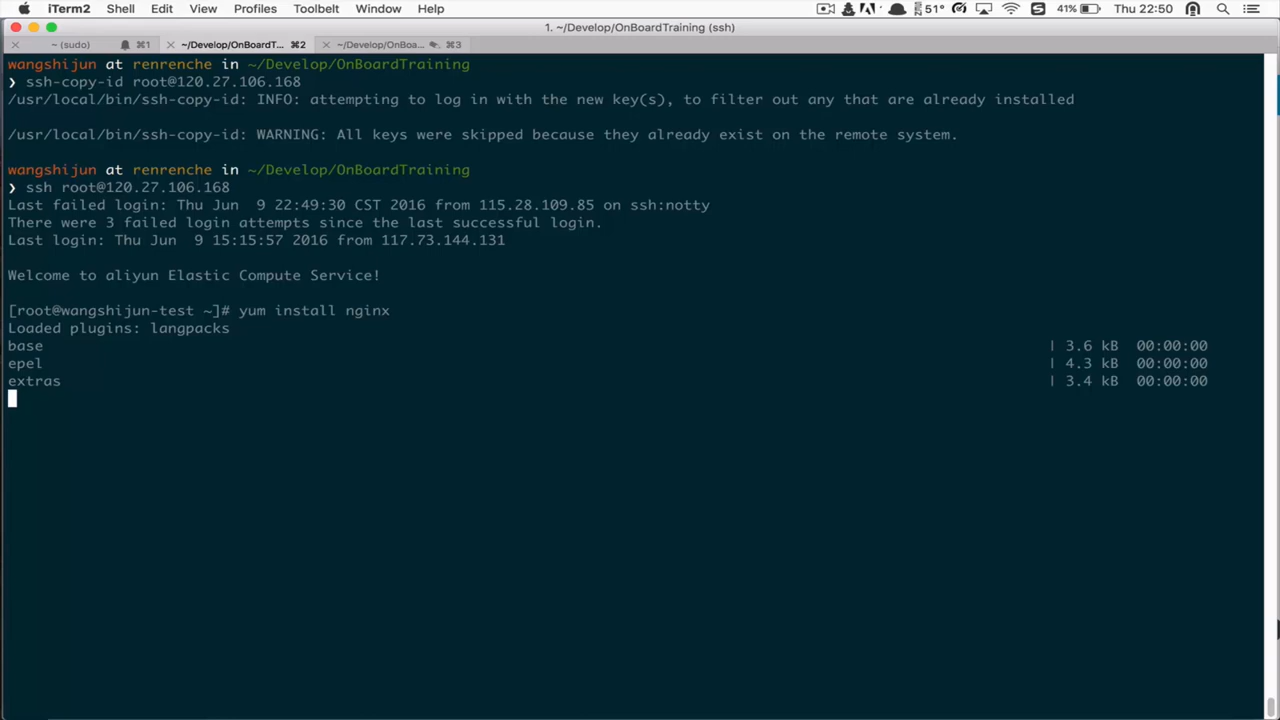 iTerm2 Shell Edit View Profiles Toolbelt Window Help 51° 41% Thu 22:50
1. ~/Develop/OnBoardTraining (ssh)
~ (sudo) ⌘1 ~/Develop/OnBoardT... ⌘2 ~/Develop/OnBoa... ⌘3
wangshijun at renrenche in ~/Develop/OnBoardTraining
❯ ssh-copy-id root@120.27.106.168
/usr/local/bin/ssh-copy-id: INFO: attempting to log in with the new key(s), to filter out any that are already installed
/usr/local/bin/ssh-copy-id: WARNING: All keys were skipped because they already exist on the remote system.
wangshijun at renrenche in ~/Develop/OnBoardTraining
❯ ssh root@120.27.106.168
Last failed login: Thu Jun  9 22:49:30 CST 2016 from 115.28.109.85 on ssh:notty
There were 3 failed login attempts since the last successful login.
Last login: Thu Jun  9 15:15:57 2016 from 117.73.144.131
Welcome to aliyun Elastic Compute Service!
[root@wangshijun-test ~]# yum install nginx
Loaded plugins: langpacks
base | 3.6 kB 00:00:00
epel | 4.3 kB 00:00:00
extras | 3.4 kB 00:00:00